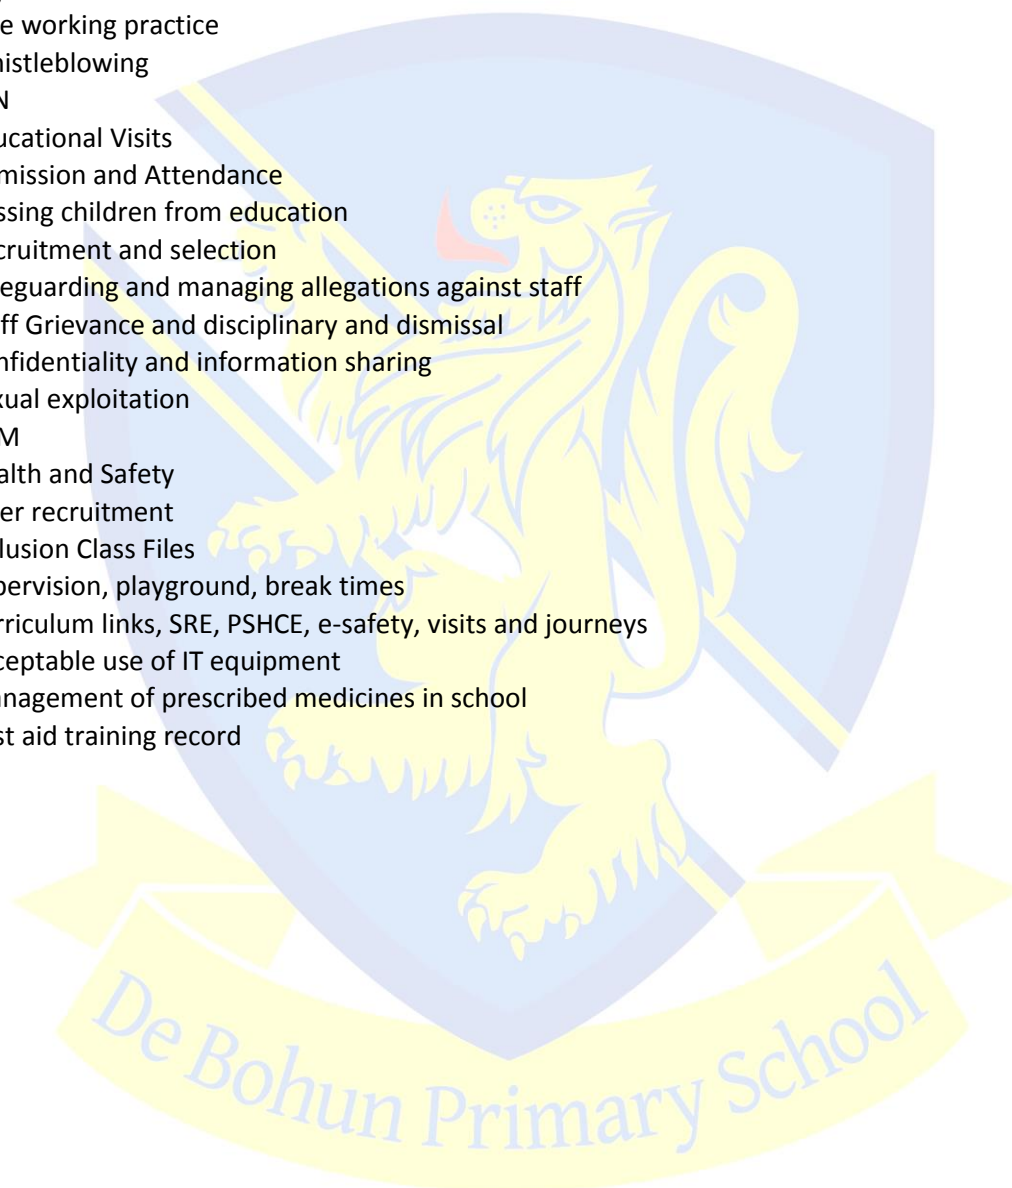 e working practice
histleblowing
N
ucational Visits
mission and Attendance
ssing children from education
cruitment and selection
eguarding and managing allegations against staff
ff Grievance and disciplinary and dismissal
nfidentiality and information sharing
xual exploitation
M
alth and Safety
er recruitment
lusion Class Files
pervision, playground, break times
rriculum links, SRE, PSHCE, e-safety, visits and journeys
ceptable use of IT equipment
nagement of prescribed medicines in school
st aid training record
De Bohun Primary School